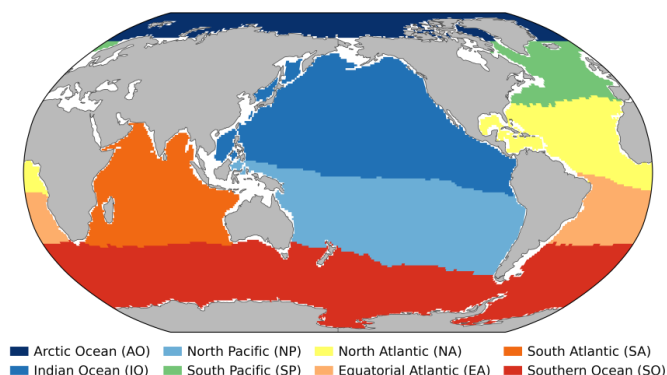 Arctic Ocean (AO) North Pacific (NP) North Atlantic (NA) South Atlantic (SA)
Indian Ocean (IO) South Pacific (SP) Equatorial Atlantic (EA) Southern Ocean (SO)